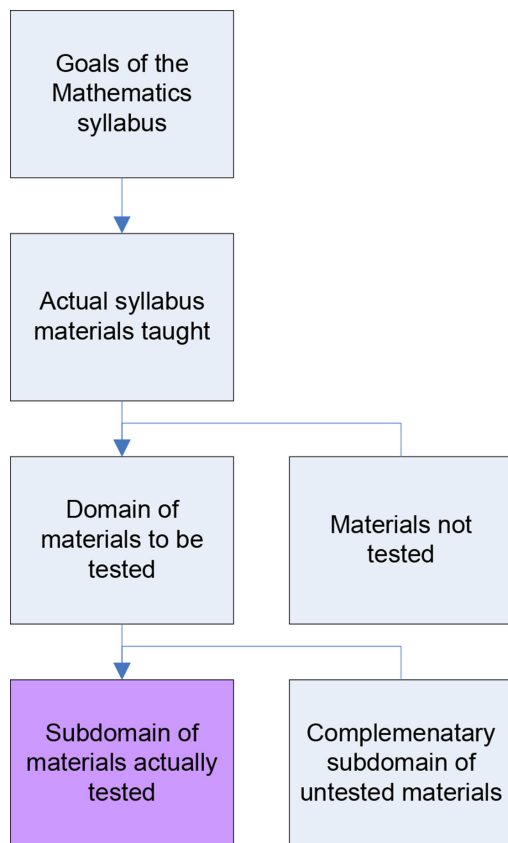 Goals of the
Mathematics
syllabus
Actual syllabus
materials taught
Domain of
materials to be
tested
Materials not
tested
Subdomain of
materials actually
tested
Complemenatary
subdomain of
untested materials